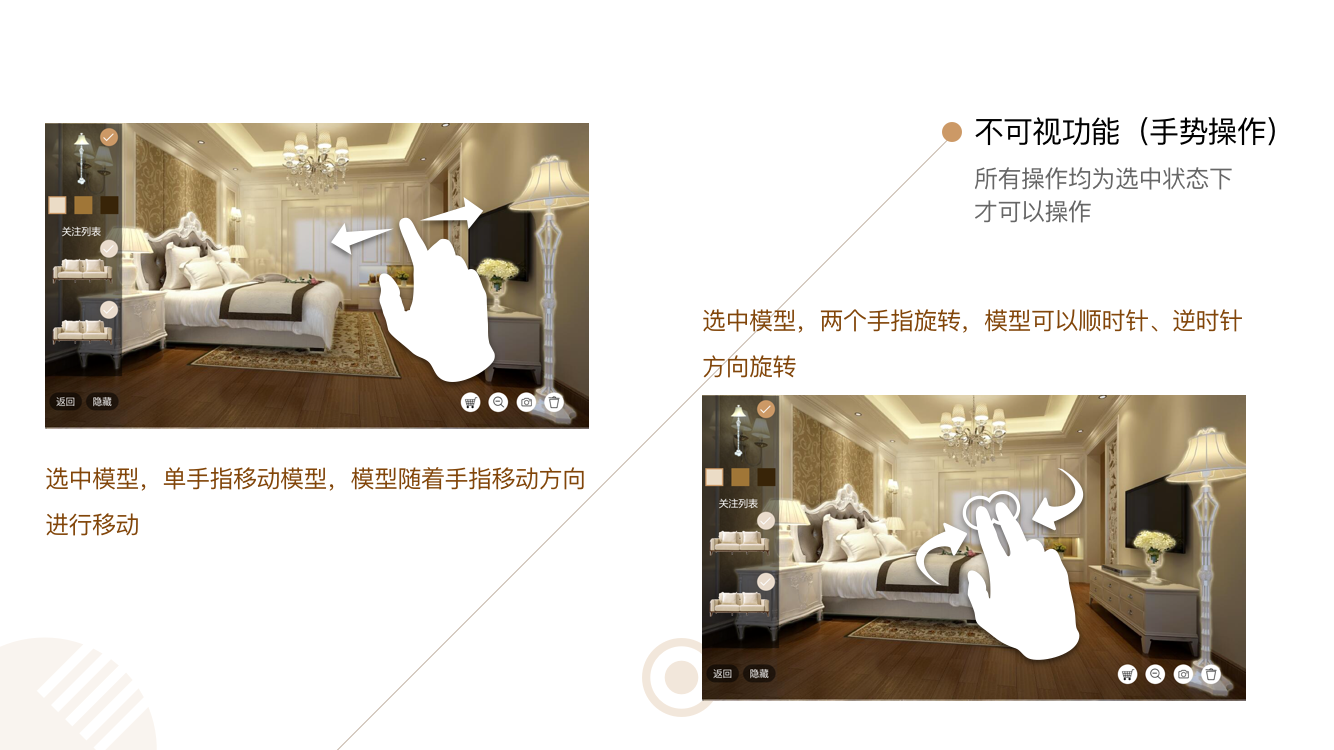 不可视功能（手势操作）
所有操作均为选中状态下
才可以操作
关注列表
返回
隐藏
选中模型，单手指移动模型，模型随着手指移动方向
进行移动
选中模型，两个手指旋转，模型可以顺时针、逆时针
方向旋转
关注列表
返回
隐藏